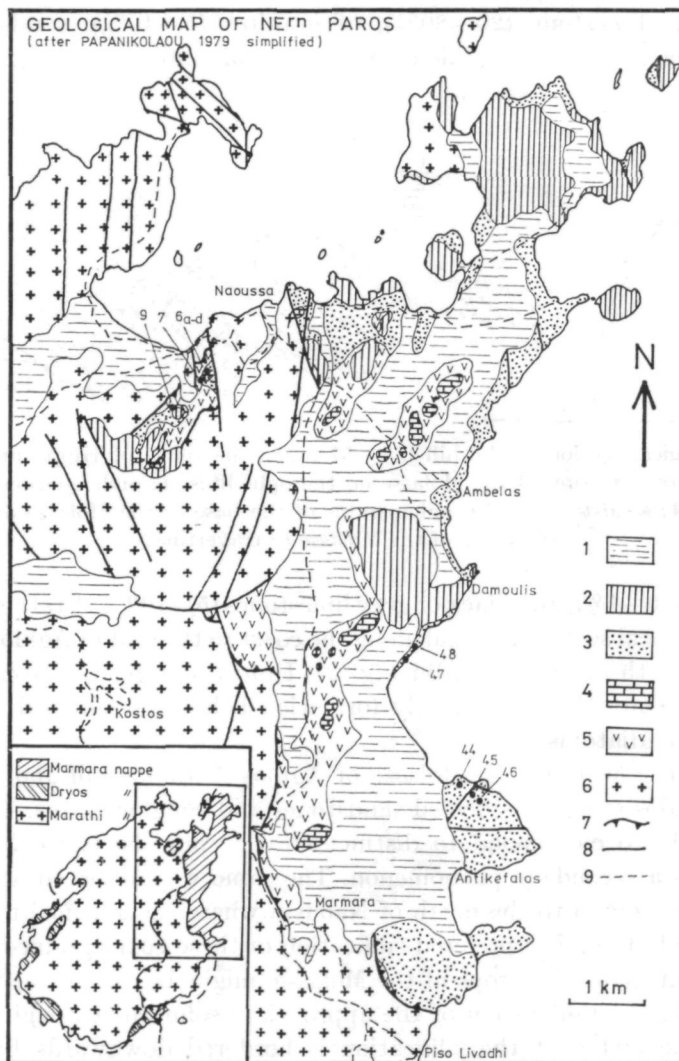 GEOLOGICAL MAP OF NErn PAROS
(after PAPANIKOLAOU, 1979 simplified)
Naoussa
9 7 6a-d
N
Ambelas
Damoulis
48
47
44
45
46
Kostos
Antikefalos
Marmara
Piso Livadhi
1
2
3
4
5
6
7
8
9
1 km
Marmara nappe
Dryos "
Marathi "